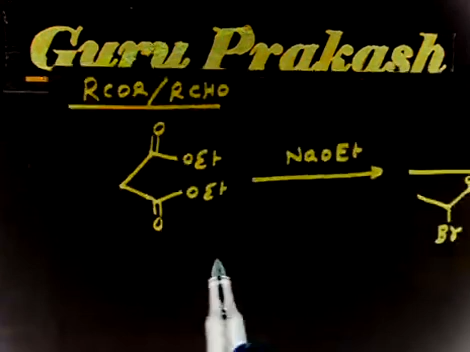 Guru Prakash
RCOR/RCHO
O
OEt
NaOEt
OEt
O
Br